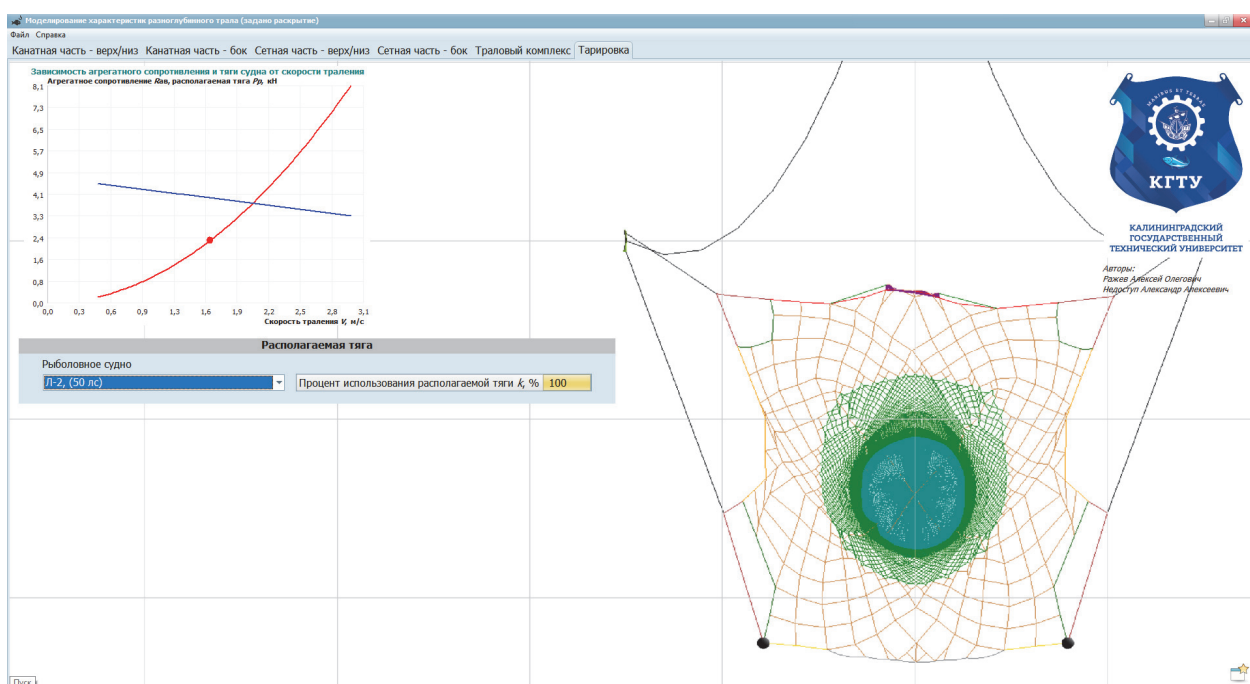 Моделирование характеристик разноглубинного трала (задано раскрытие)
Файл Справка
Канатная часть - верх/низ Канатная часть - бок Сетная часть - верх/низ Сетная часть - бок Траловый комплекс Тарировка
Зависимость агрегатного сопротивления и тяги судна от скорости траления
Агрегатное сопротивление Rав, располагаемая тяга Pр, кН
8,1
7,3
6,5
5,7
4,9
4,1
3,3
2,4
1,6
0,8
0,0
0,0 0,3 0,6 0,9 1,3 1,6 1,9 2,2 2,5 2,8 3,1
Скорость траления V, м/с
Располагаемая тяга
Рыболовное судно
Л-2, (50 лс)
Процент использования располагаемой тяги k, % 100
MARIBUS ET TERRAE
КГТУ
КАЛИНИНГРАДСКИЙ
ГОСУДАРСТВЕННЫЙ
ТЕХНИЧЕСКИЙ УНИВЕРСИТЕТ
Авторы:
Ражев Алексей Олегович
Недоступ Александр Алексеевич
Пуск